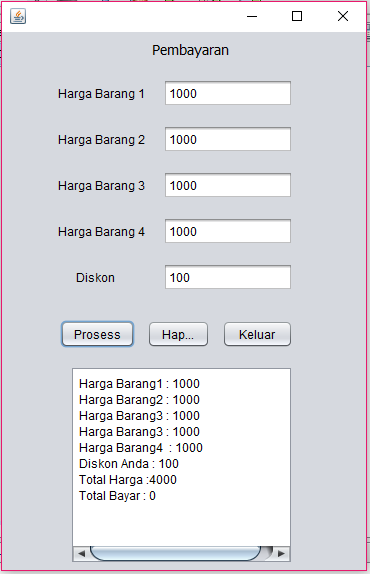 Pembayaran
Harga Barang 1 1000
Harga Barang 2 1000
Harga Barang 3 1000
Harga Barang 4 1000
Diskon 100
Prosess Hap... Keluar
Harga Barang1 : 1000
Harga Barang2 : 1000
Harga Barang3 : 1000
Harga Barang3 : 1000
Harga Barang4  : 1000
Diskon Anda : 100
Total Harga :4000
Total Bayar : 0